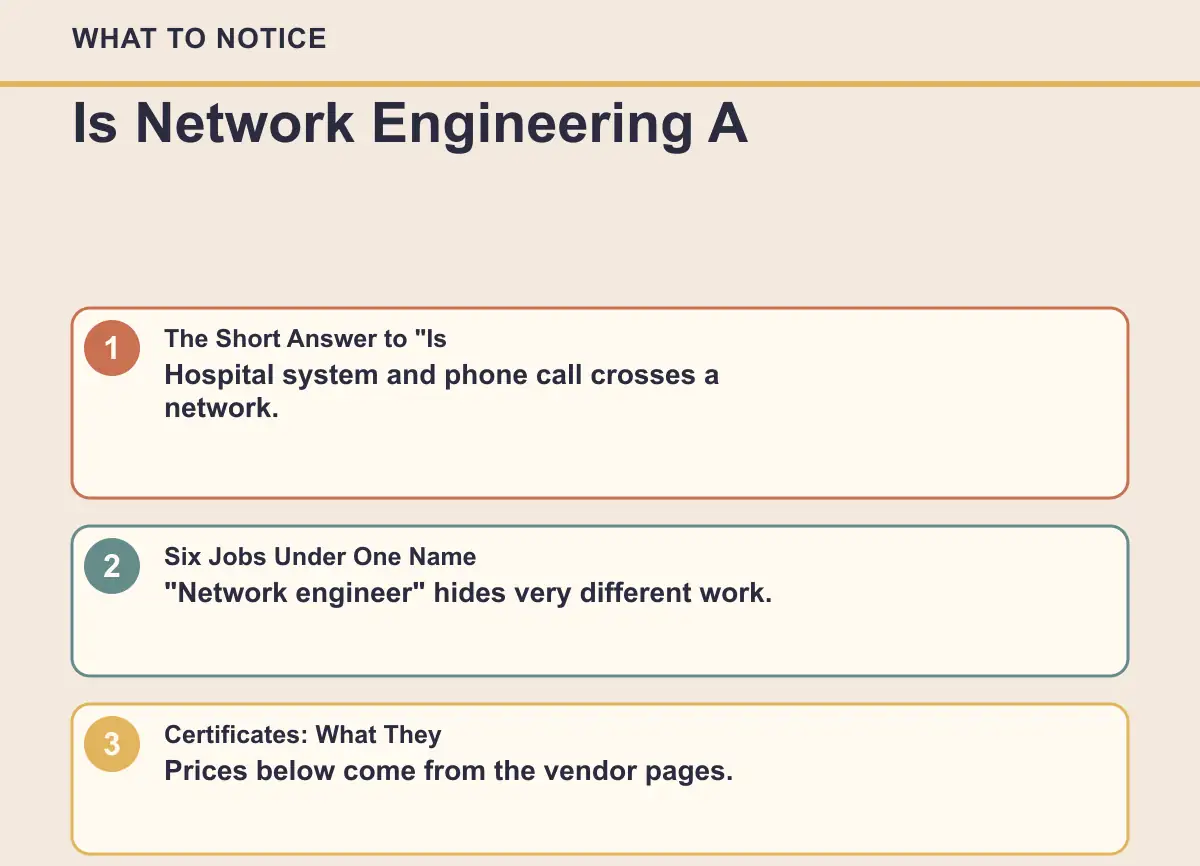 WHAT TO NOTICE
Is Network Engineering A
1
The Short Answer to "Is
Hospital system and phone call crosses a
network.
2
Six Jobs Under One Name
"Network engineer" hides very different work.
3
Certificates: What They
Prices below come from the vendor pages.